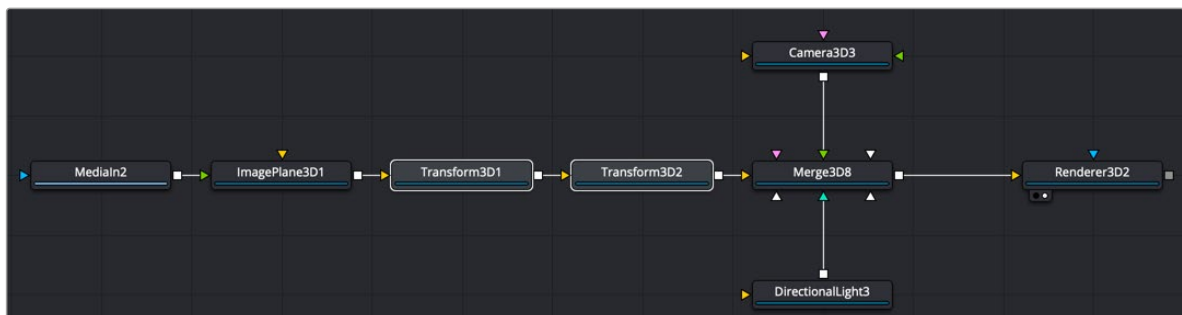 Camera3D3
MediaIn2
ImagePlane3D1
Transform3D1
Transform3D2
Merge3D8
Renderer3D2
DirectionalLight3